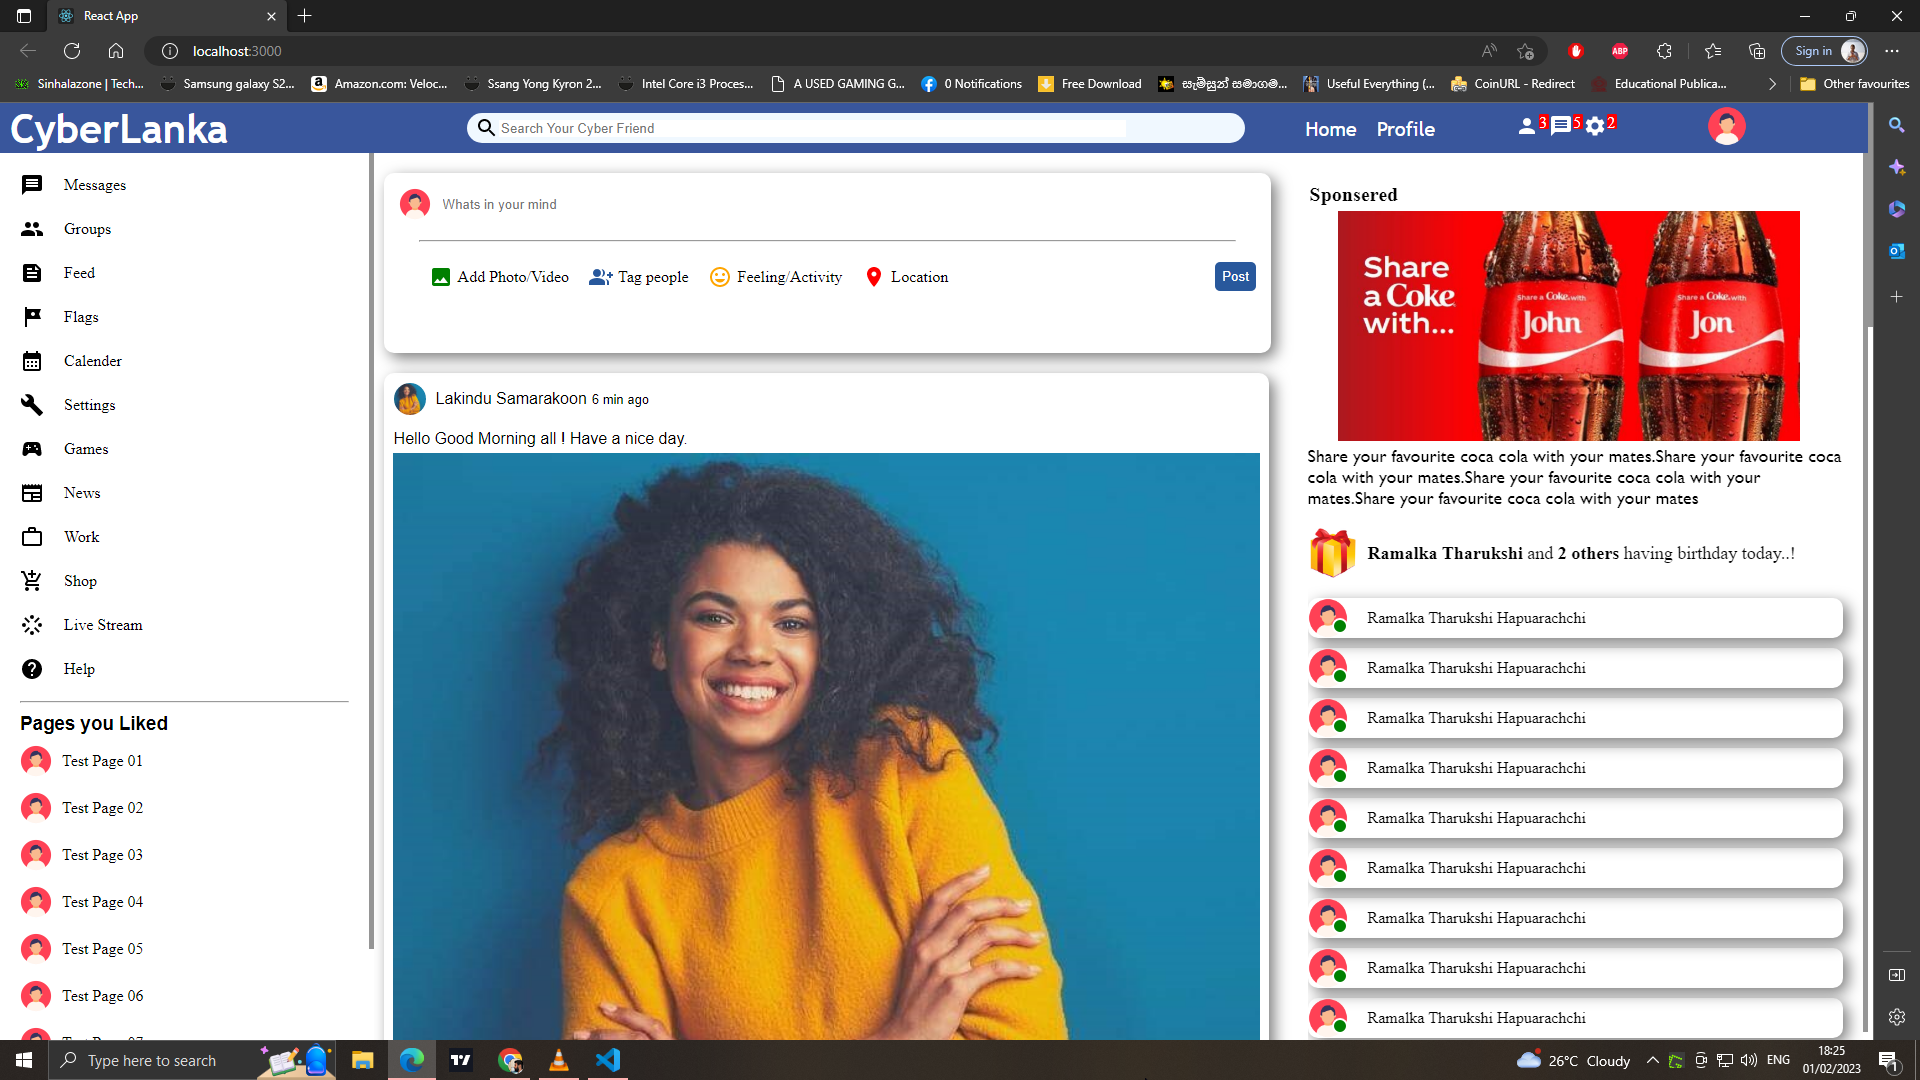 React App
localhost:3000
Sign in
Sinhalazone | Tech...
Samsung galaxy S2...
Amazon.com: Veloc...
Ssang Yong Kyron 2...
Intel Core i3 Proces...
A USED GAMING G...
0 Notifications
Free Download
සැම්සුන් සමාගම...
Useful Everything (...
CoinURL - Redirect
Educational Publica...
Other favourites
CyberLanka
Search Your Cyber Friend
Home
Profile
3
5
2
Messages
Groups
Feed
Flags
Calender
Settings
Games
News
Work
Shop
Live Stream
Help
Pages you Liked
Test Page 01
Test Page 02
Test Page 03
Test Page 04
Test Page 05
Test Page 06
Whats in your mind
Add Photo/Video
Tag people
Feeling/Activity
Location
Post
Lakindu Samarakoon 6 min ago
Hello Good Morning all ! Have a nice day.
Sponsered
Share
a Coke
with...
Share a Coke with
John
Share a Coke with
Jon
Share your favourite coca cola with your mates.Share your favourite coca
cola with your mates.Share your favourite coca cola with your
mates.Share your favourite coca cola with your mates
Ramalka Tharukshi and 2 others having birthday today..!
Ramalka Tharukshi Hapuarachchi
Ramalka Tharukshi Hapuarachchi
Ramalka Tharukshi Hapuarachchi
Ramalka Tharukshi Hapuarachchi
Ramalka Tharukshi Hapuarachchi
Ramalka Tharukshi Hapuarachchi
Ramalka Tharukshi Hapuarachchi
Ramalka Tharukshi Hapuarachchi
Ramalka Tharukshi Hapuarachchi
Type here to search
26°C Cloudy
ENG
18:25
01/02/2023
1
ABP